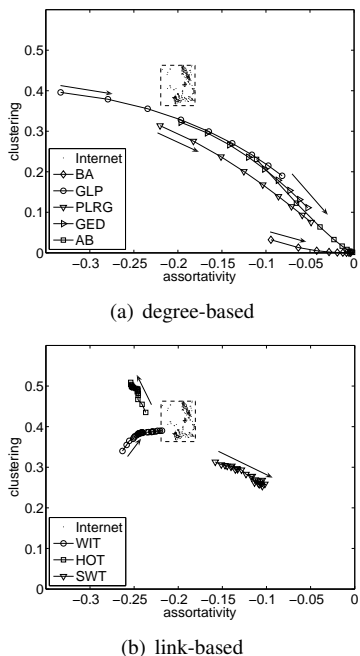 0.5
0.4
0.3
0.2
0.1
0
clustering
Internet
BA
GLP
PLRG
GED
AB
−0.3 −0.25 −0.2 −0.15 −0.1 −0.05 0
assortativity
(a) degree-based
0.5
0.4
0.3
0.2
0.1
0
clustering
Internet
WIT
HOT
SWT
−0.3 −0.25 −0.2 −0.15 −0.1 −0.05 0
assortativity
(b) link-based